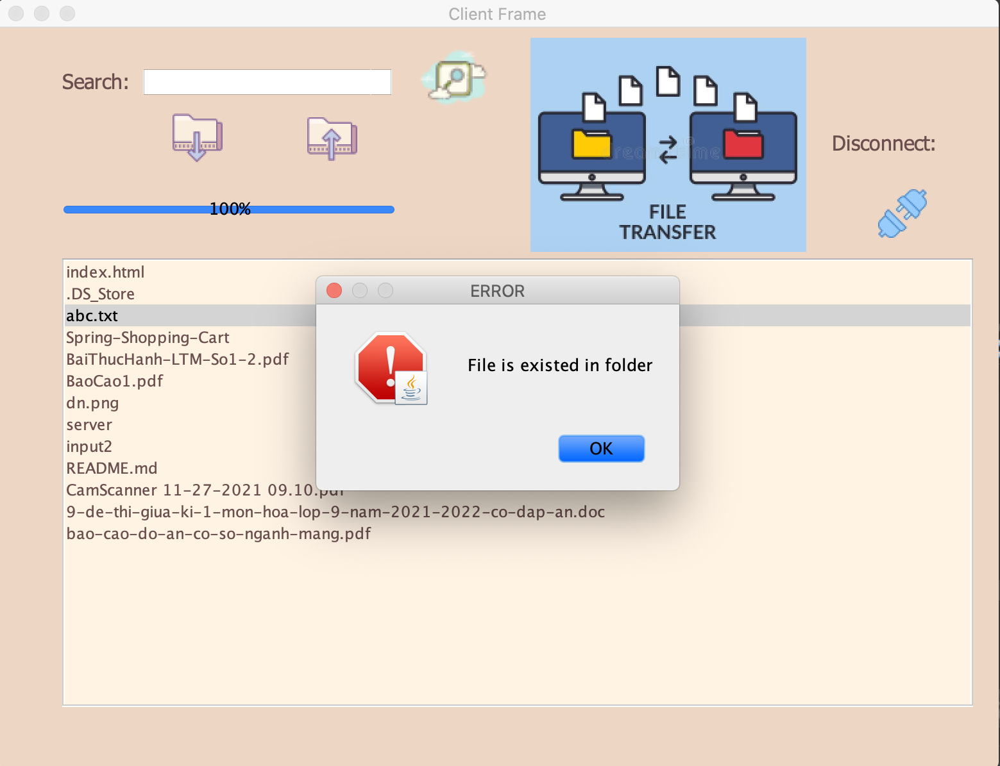 Client Frame
Search:
Disconnect:
100%
FILE
TRANSFER
index.html
.DS_Store
abc.txt
Spring-Shopping-Cart
BaiThucHanh-LTM-So1-2.pdf
BaoCao1.pdf
dn.png
server
input2
README.md
CamScanner 11-27-2021 09.10.pdf
9-de-thi-giua-ki-1-mon-hoa-lop-9-nam-2021-2022-co-dap-an.doc
bao-cao-do-an-co-so-nganh-mang.pdf
ERROR
File is existed in folder
OK